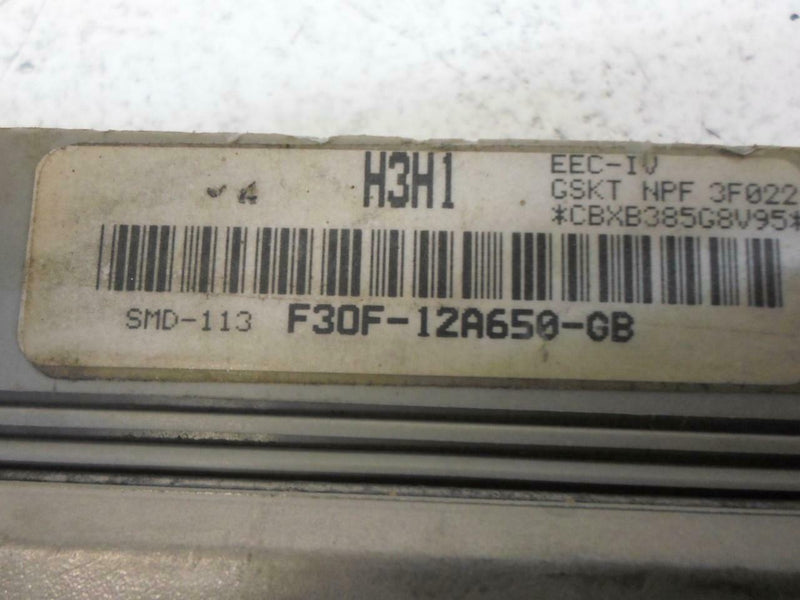 H3H1
EEC-IV
GSKT NPF 3F022
*CBXB385G8V95*
SMD-113 F3OF-12A650-GB